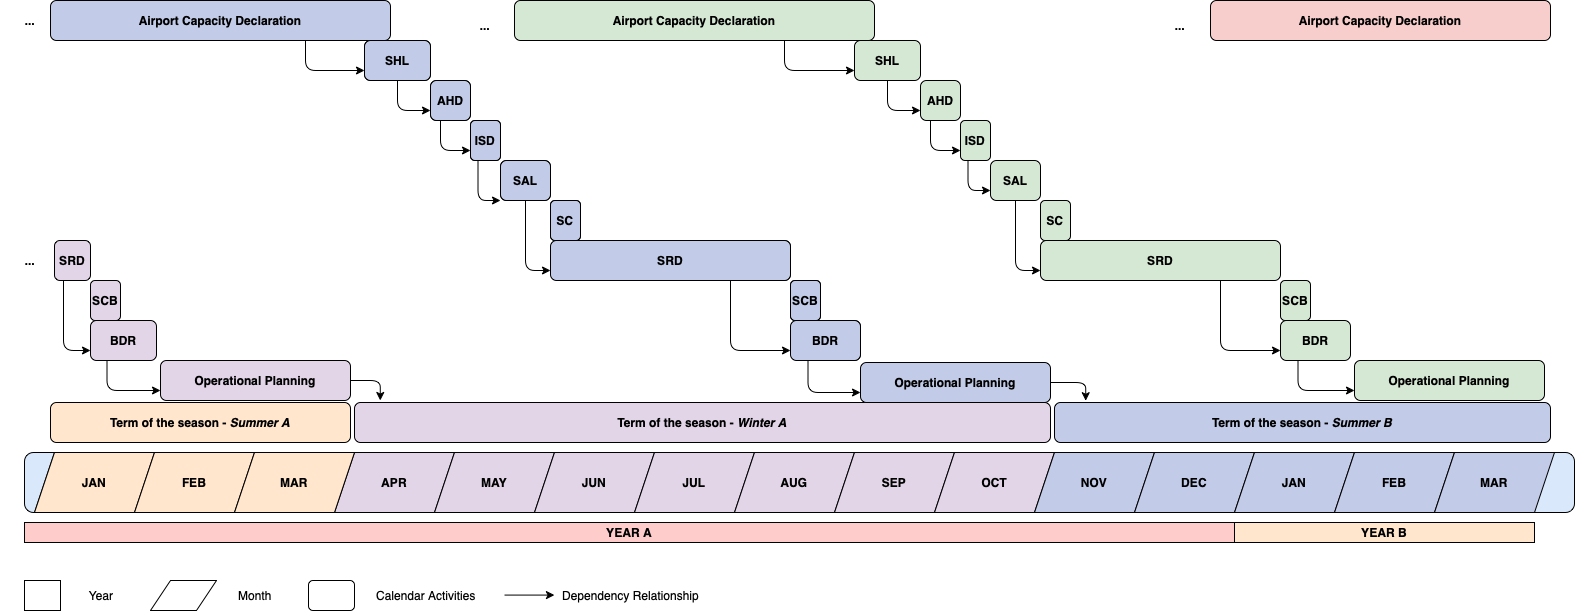 ... Airport Capacity Declaration ... Airport Capacity Declaration ... Airport Capacity Declaration
SHL SHL
AHD AHD
ISD ISD
SAL SAL
SC SC
... SRD SRD SRD
SCB SCB SCB
BDR BDR BDR
Operational Planning Operational Planning Operational Planning
Term of the season - Summer A Term of the season - Winter A Term of the season - Summer B
JAN FEB MAR APR MAY JUN JUL AUG SEP OCT NOV DEC JAN FEB MAR
YEAR A YEAR B
Year Month Calendar Activities Dependency Relationship